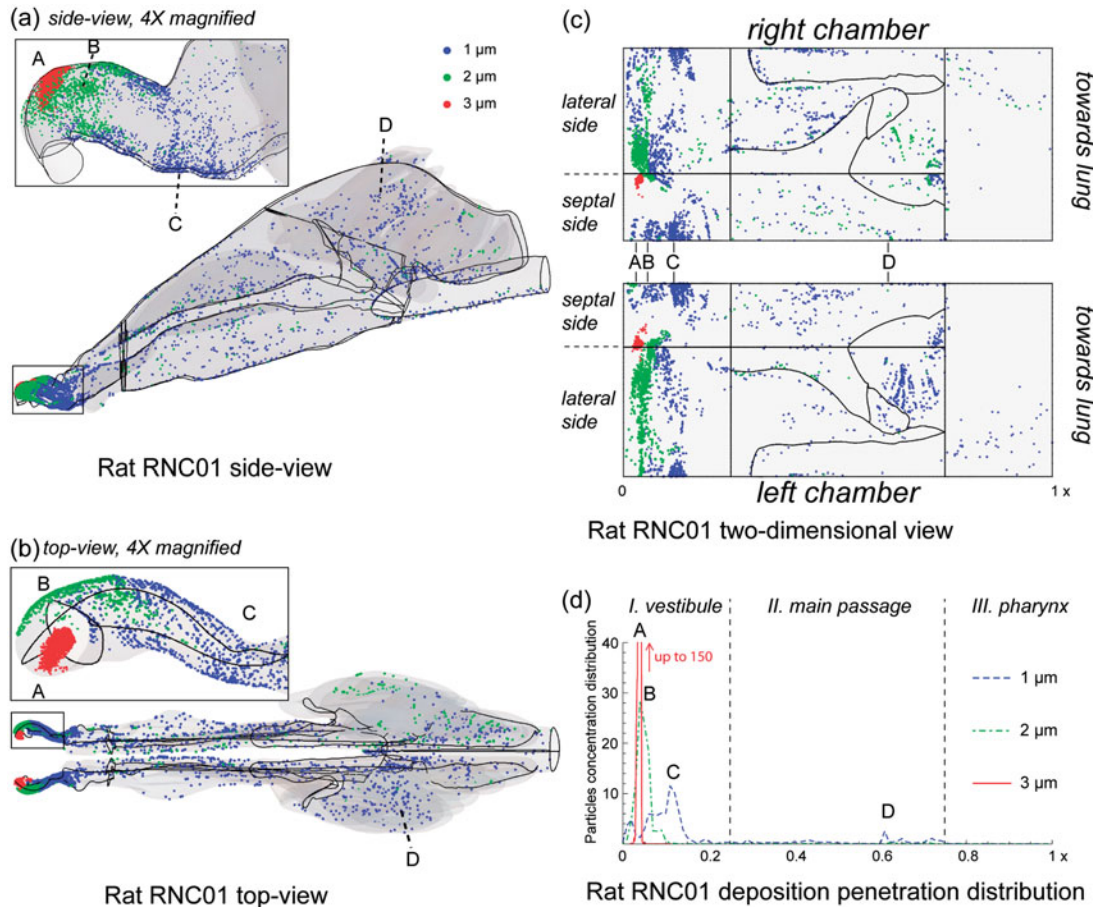 (a) side-view, 4X magnified
A
B
C
D
1 µm
2 µm
3 µm
Rat RNC01 side-view
(b) top-view, 4X magnified
B
C
A
D
Rat RNC01 top-view
(c)
right chamber
lateral side
septal side
towards lung
A B C D
septal side
lateral side
towards lung
0 1 x
left chamber
Rat RNC01 two-dimensional view
(d)
I. vestibule II. main passage III. pharynx
Particles concentration distribution
40
30
20
10
A
up to 150
B
C
D
1 µm
2 µm
3 µm
0 0.2 0.4 0.6 0.8 1 x
Rat RNC01 deposition penetration distribution